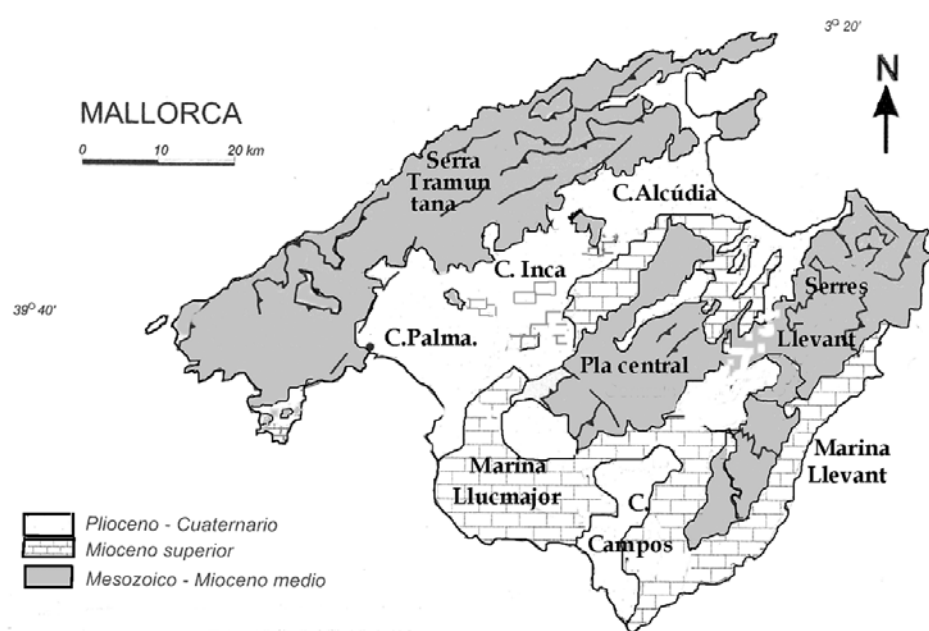 3º 20'
N
MALLORCA
0 10 20 km
Serra
Tramun
tana
C.Alcúdia
C. Inca
Serres
39º 40'
Llevant
C.Palma.
Pla central
Marina
Llevant
Marina
Llucmajor
C.
Campos
Plioceno - Cuaternario
Mioceno superior
Mesozoico - Mioceno medio